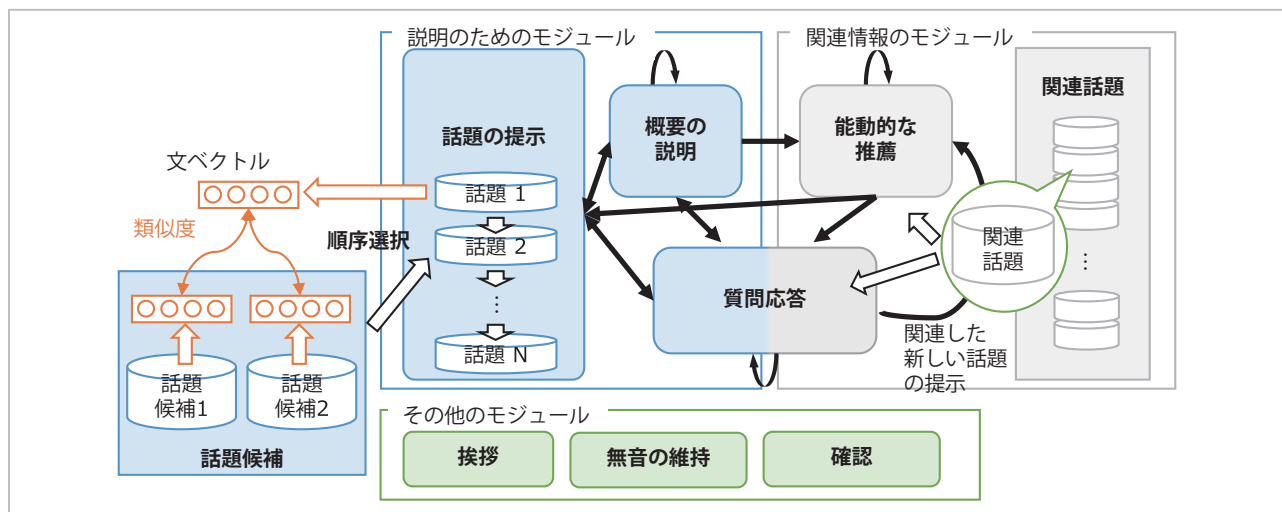 説明のためのモジュール
関連情報のモジュール
話題の提示
概要の
説明
能動的な
推薦
関連話題
文ベクトル
話題 1
類似度
順序選択
話題 2
⋮
話題 N
質問応答
関連
話題
⋮
関連した
新しい話題
の提示
話題
候補1
話題
候補2
話題候補
その他のモジュール
挨拶
無音の維持
確認